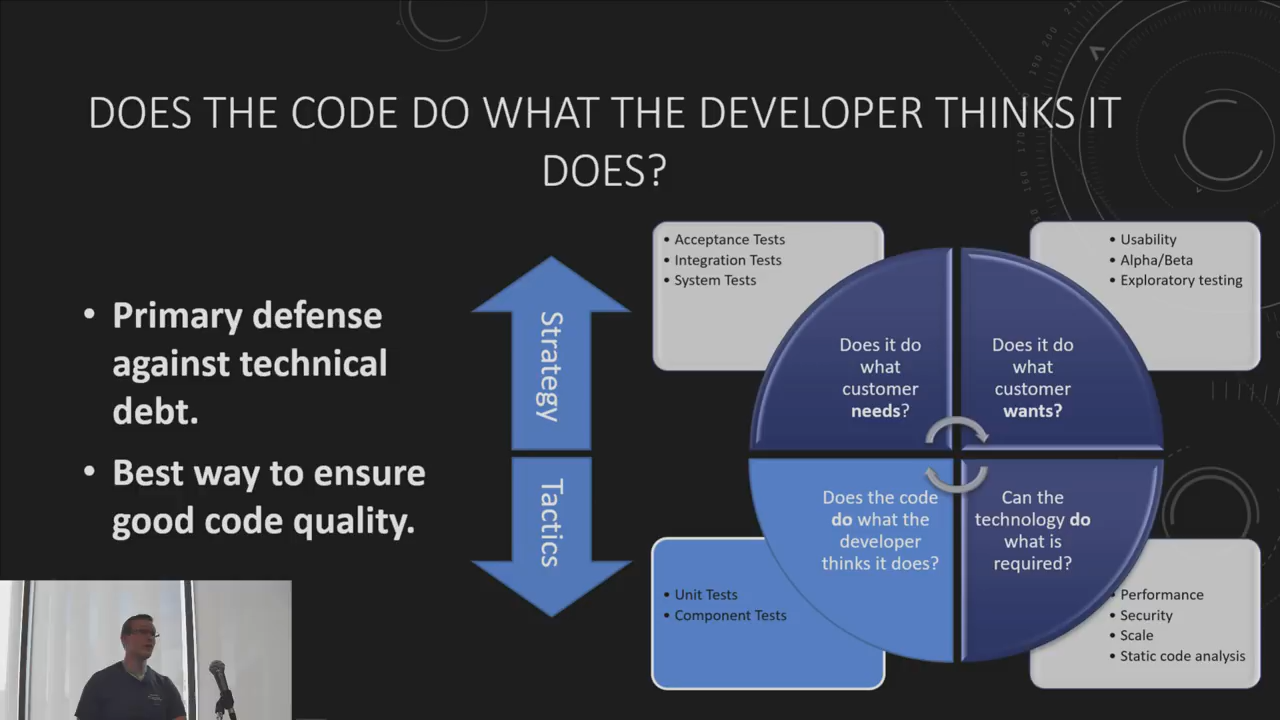 DOES THE CODE DO WHAT THE DEVELOPER THINKS IT
DOES?
• Primary defense
against technical
debt.
• Best way to ensure
good code quality.
Strategy
Tactics
• Acceptance Tests
• Integration Tests
• System Tests
• Usability
• Alpha/Beta
• Exploratory testing
Does it do
what
customer
needs?
Does it do
what
customer
wants?
Does the code
do what the
developer
thinks it does?
Can the
technology do
what is
required?
• Unit Tests
• Component Tests
• Performance
• Security
• Scale
• Static code analysis